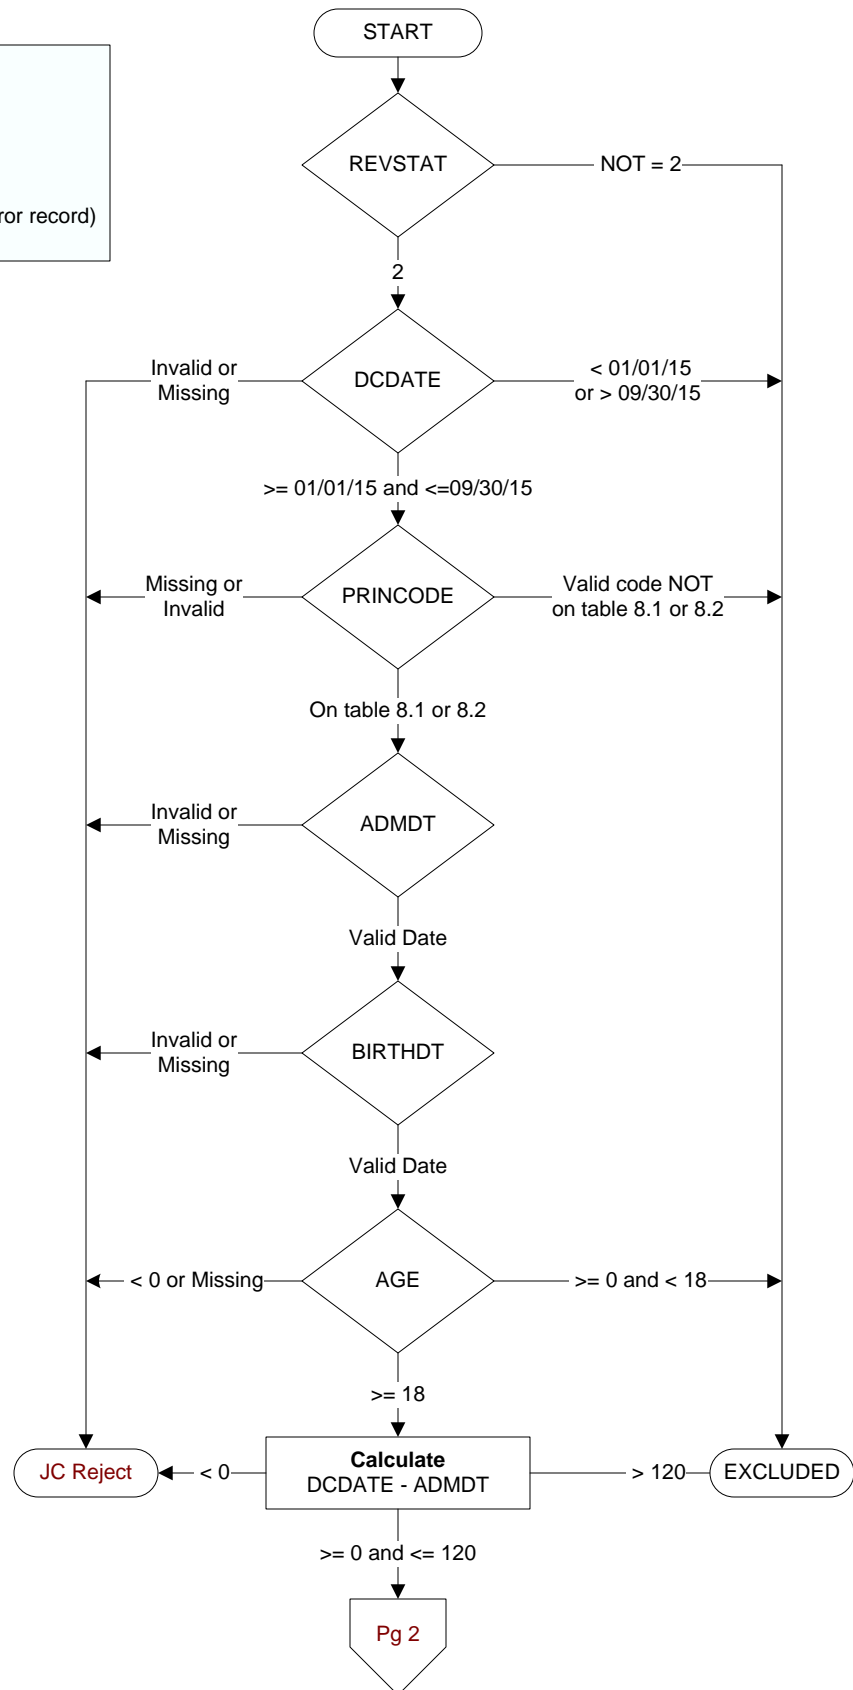 START
ror record)
REVSTAT
NOT = 2
2
Invalid or
Missing
DCDATE
< 01/01/15
or > 09/30/15
>= 01/01/15 and <=09/30/15
Missing or
Invalid
PRINCODE
Valid code NOT
on table 8.1 or 8.2
On table 8.1 or 8.2
Invalid or
Missing
ADMDT
Valid Date
Invalid or
Missing
BIRTHDT
Valid Date
< 0 or Missing
AGE
>= 0 and < 18
>= 18
JC Reject
< 0
Calculate
DCDATE - ADMDT
> 120
EXCLUDED
>= 0 and <= 120
Pg 2